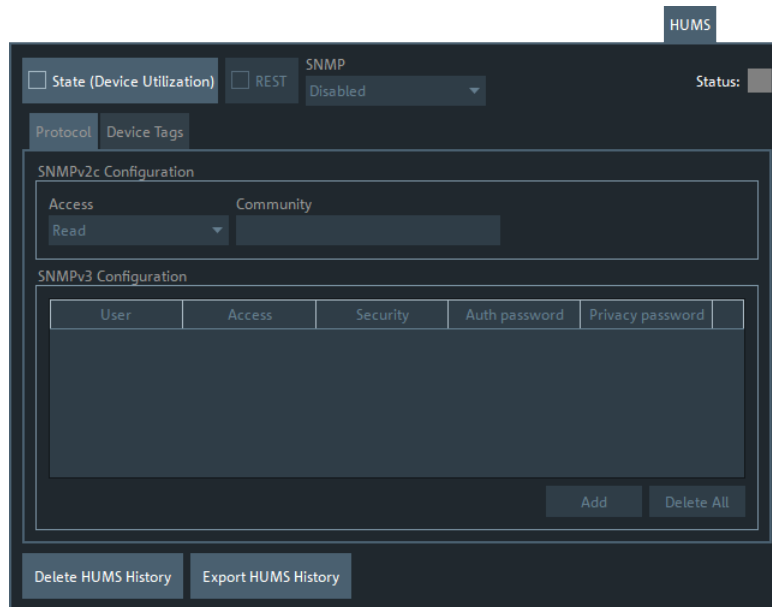 HUMS
SNMP
State (Device Utilization) REST Disabled Status:
Protocol Device Tags
SNMPv2c Configuration
Access Community
Read
SNMPv3 Configuration
User Access Security Auth password Privacy password
Add Delete All
Delete HUMS History Export HUMS History